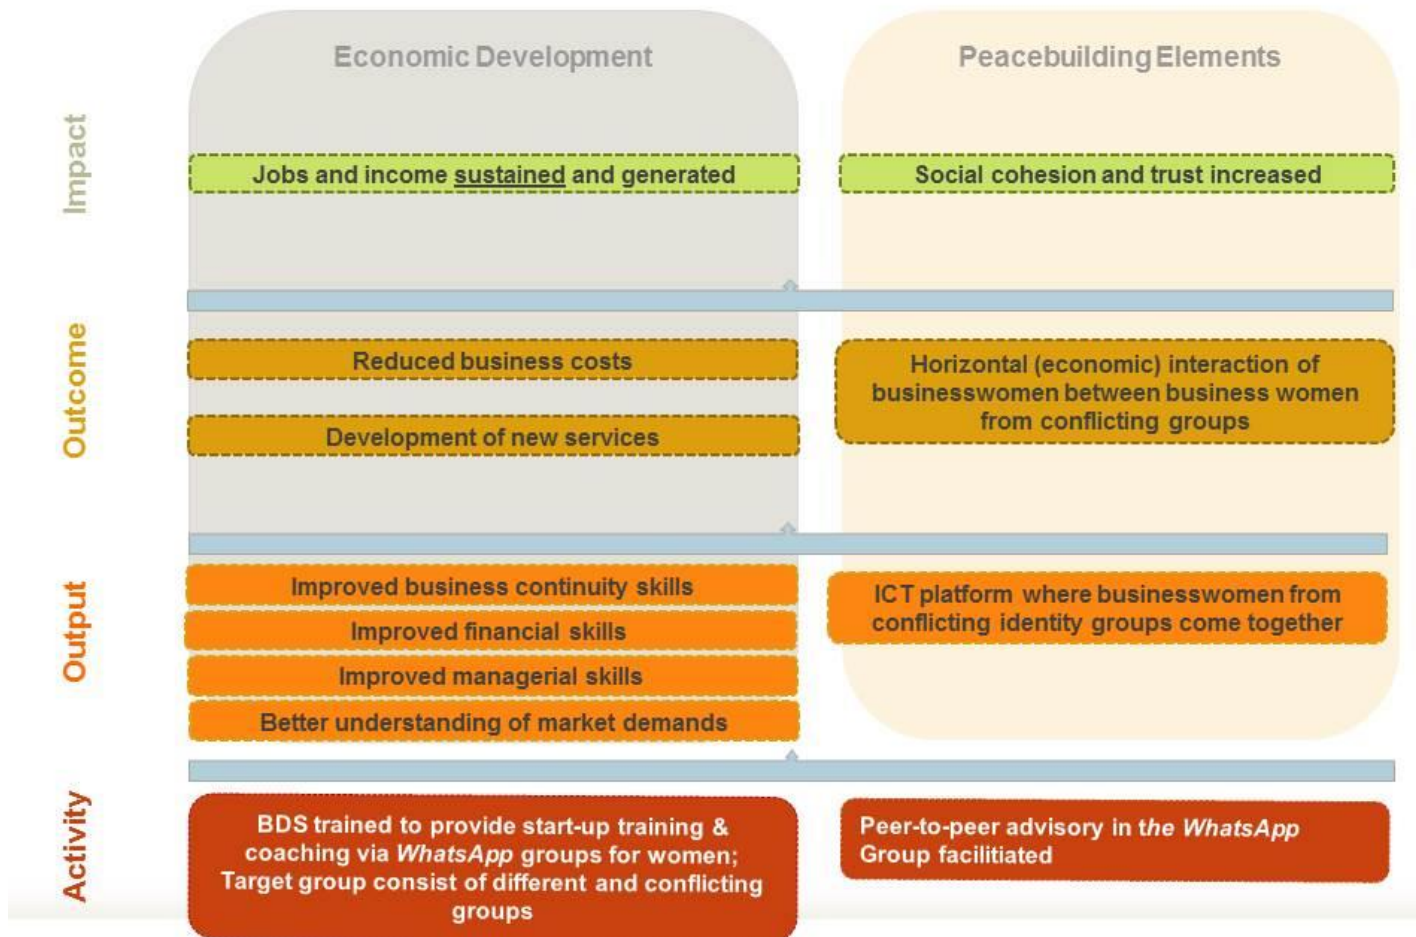 Economic Development
Peacebuilding Elements
Impact
Jobs and income sustained and generated
Social cohesion and trust increased
Outcome
Reduced business costs
Development of new services
Horizontal (economic) interaction of
businesswomen between business women
from conflicting groups
Output
Improved business continuity skills
Improved financial skills
Improved managerial skills
Better understanding of market demands
ICT platform where businesswomen from
conflicting identity groups come together
Activity
BDS trained to provide start-up training &
coaching via WhatsApp groups for women;
Target group consist of different and conflicting
groups
Peer-to-peer advisory in the WhatsApp
Group facilitiated